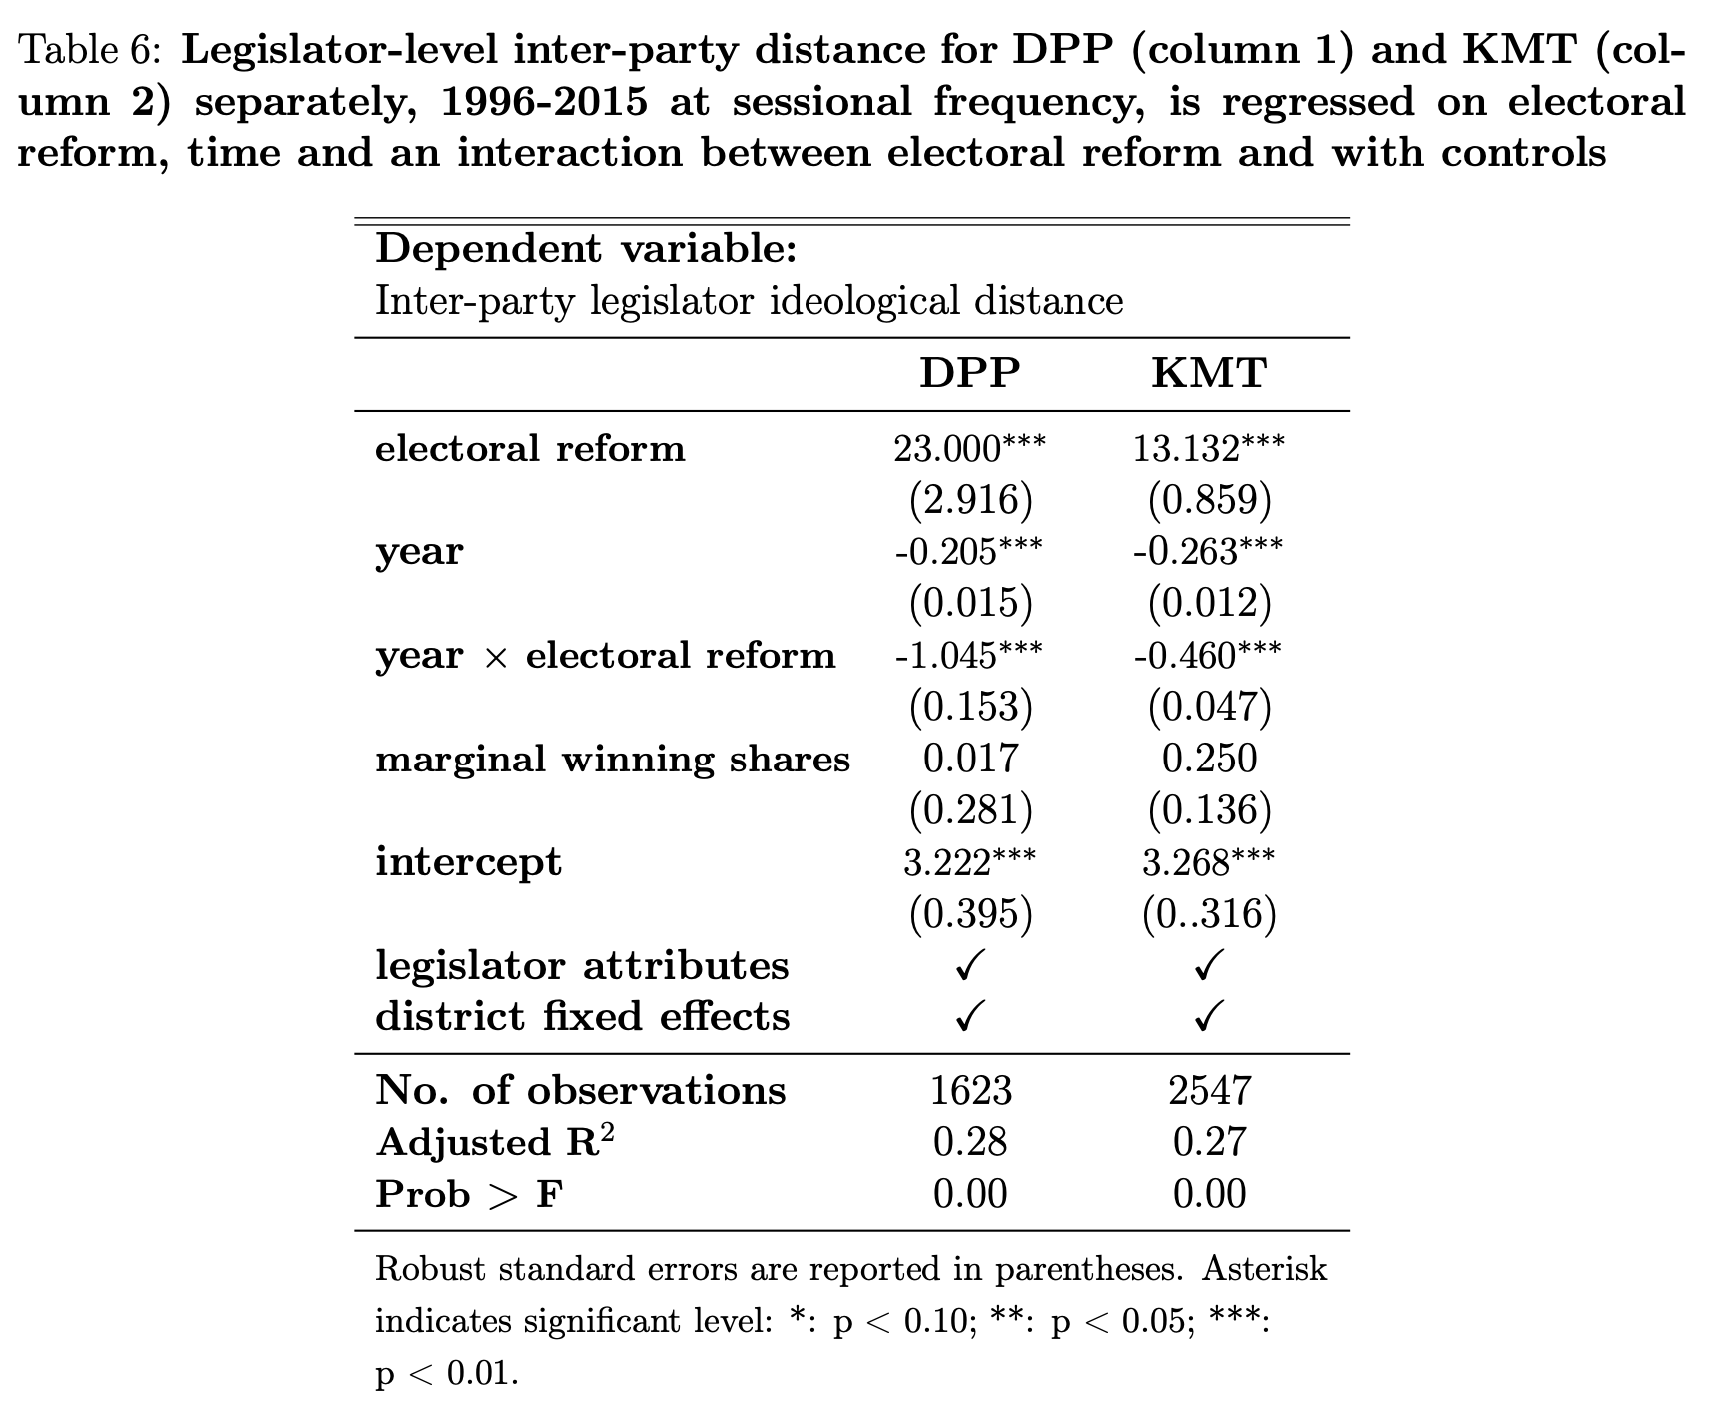 Table 6: Legislator-level inter-party distance for DPP (column 1) and KMT (col-
umn 2) separately, 1996-2015 at sessional frequency, is regressed on electoral
reform, time and an interaction between electoral reform and with controls
Dependent variable:
Inter-party legislator ideological distance
DPP KMT
electoral reform 23.000*** 13.132***
(2.916) (0.859)
year -0.205*** -0.263***
(0.015) (0.012)
year × electoral reform -1.045*** -0.460***
(0.153) (0.047)
marginal winning shares 0.017 0.250
(0.281) (0.136)
intercept 3.222*** 3.268***
(0.395) (0..316)
legislator attributes ✓ ✓
district fixed effects ✓ ✓
No. of observations 1623 2547
Adjusted R² 0.28 0.27
Prob > F 0.00 0.00
Robust standard errors are reported in parentheses. Asterisk
indicates significant level: *: p < 0.10; **: p < 0.05; ***:
p < 0.01.